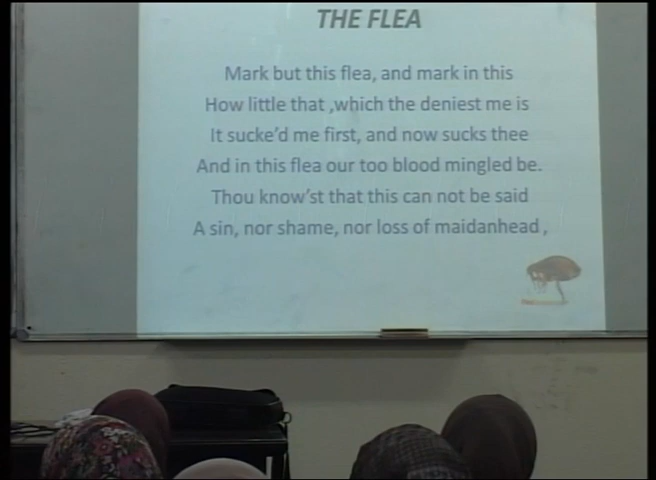 THE FLEA
Mark but this flea, and mark in this
How little that ,which the deniest me is
It sucke'd me first, and now sucks thee
And in this flea our too blood mingled be.
Thou know'st that this can not be said
A sin, nor shame, nor loss of maidanhead ,